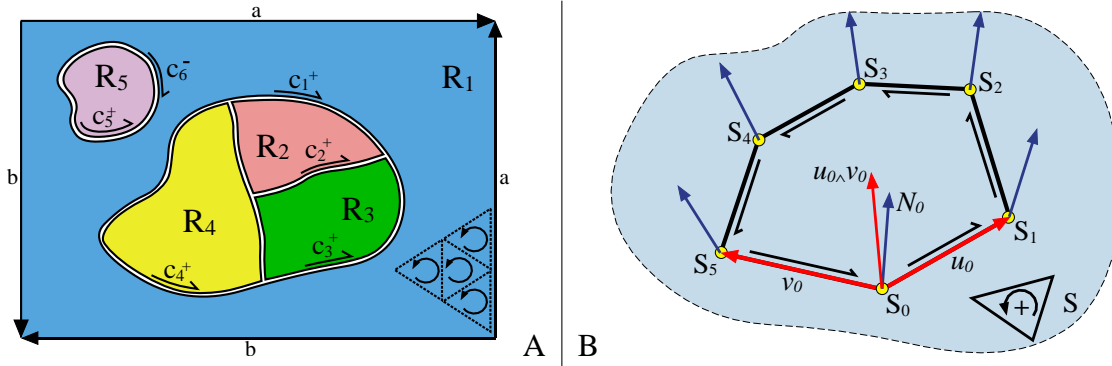 a
R₅
c₆⁻
c₅⁺
c₁⁺
R₁
R₂
c₂⁺
b
a
R₄
R₃
c₃⁺
c₄⁺
b
A
B
S₃
S₂
S₄
u₀∧v₀
N₀
S₁
S₅
u₀
v₀
S₀
+
S